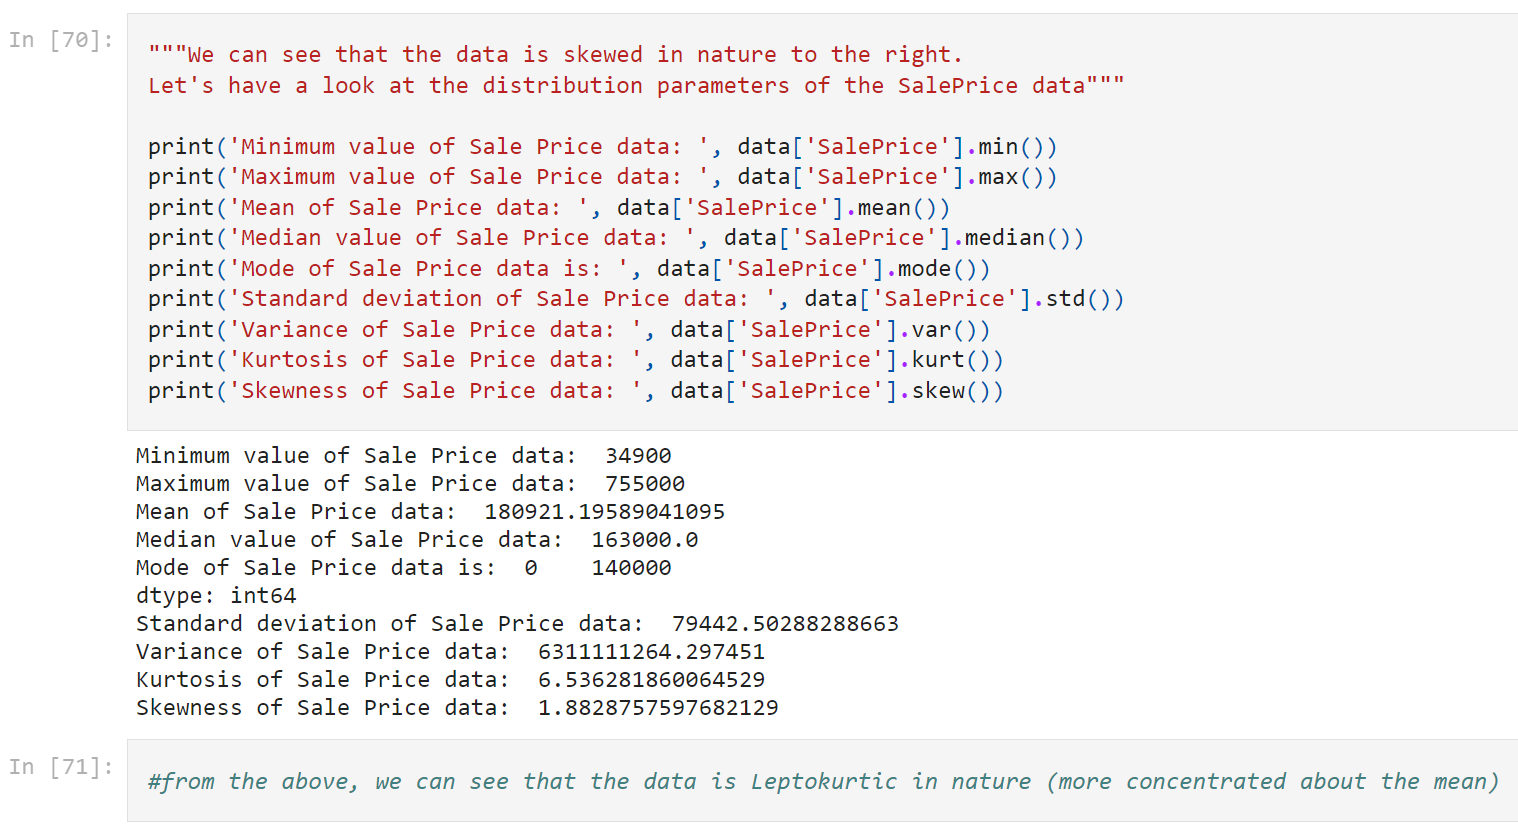 In [70]:
"""We can see that the data is skewed in nature to the right.
Let's have a look at the distribution parameters of the SalePrice data"""
print('Minimum value of Sale Price data: ', data['SalePrice'].min())
print('Maximum value of Sale Price data: ', data['SalePrice'].max())
print('Mean of Sale Price data: ', data['SalePrice'].mean())
print('Median value of Sale Price data: ', data['SalePrice'].median())
print('Mode of Sale Price data is: ', data['SalePrice'].mode())
print('Standard deviation of Sale Price data: ', data['SalePrice'].std())
print('Variance of Sale Price data: ', data['SalePrice'].var())
print('Kurtosis of Sale Price data: ', data['SalePrice'].kurt())
print('Skewness of Sale Price data: ', data['SalePrice'].skew())
Minimum value of Sale Price data:  34900
Maximum value of Sale Price data:  755000
Mean of Sale Price data:  180921.19589041095
Median value of Sale Price data:  163000.0
Mode of Sale Price data is:  0    140000
dtype: int64
Standard deviation of Sale Price data:  79442.50288288663
Variance of Sale Price data:  6311111264.297451
Kurtosis of Sale Price data:  6.536281860064529
Skewness of Sale Price data:  1.8828757597682129
In [71]:
#from the above, we can see that the data is Leptokurtic in nature (more concentrated about the mean)